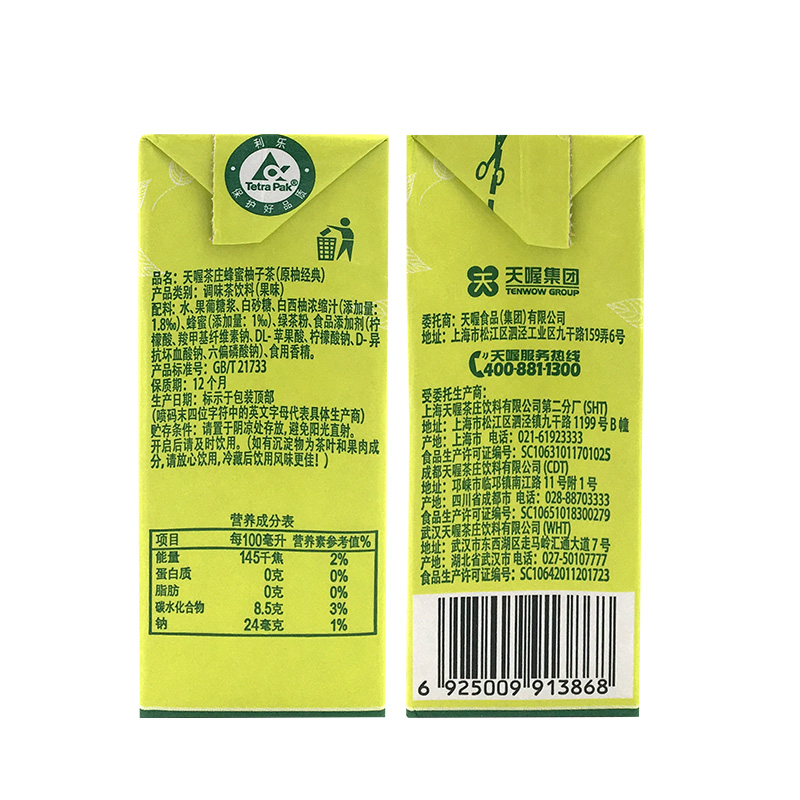 利乐
Tetra Pak®
保护好品质
品名：天喔茶庄蜂蜜柚子茶(原柚经典)
产品类别：调味茶饮料(果味)
配料：水、果葡糖浆、白砂糖、白西柚浓缩汁(添加量：
1.8‰)、蜂蜜(添加量：1‰)、绿茶粉、食品添加剂(柠
檬酸、羧甲基纤维素钠、DL-苹果酸、柠檬酸钠、D-异
抗坏血酸钠、六偏磷酸钠)、食用香精。
产品标准号：GB/T 21733
保质期：12个月
生产日期：标示于包装顶部
(喷码末四位字符中的英文字母代表具体生产商)
贮存条件：请置于阴凉处存放，避免阳光直射。
开启后请及时饮用。(如有沉淀物为茶叶和果肉成
分，请放心饮用，冷藏后饮用风味更佳！)
营养成分表
项目 每100毫升 营养素参考值%
能量 145千焦 2%
蛋白质 0克 0%
脂肪 0克 0%
碳水化合物 8.5克 3%
钠 24毫克 1%
天喔集团
TENWOW GROUP
委托商：天喔食品(集团)有限公司
地址：上海市松江区泗泾工业区九干路159弄6号
天喔服务热线
400-881-1300
受委托生产商：
上海天喔茶庄饮料有限公司第二分厂(SHT)
地址：上海市松江区泗泾镇九干路1199号B幢
产地：上海市 电话：021-61923333
食品生产许可证编号：SC10631011701025
成都天喔茶庄饮料有限公司(CDT)
地址：邛崃市临邛镇南江路11号附1号
产地：四川省成都市 电话：028-88703333
食品生产许可证编号：SC10651018300279
武汉天喔茶庄饮料有限公司(WHT)
地址：武汉市东西湖区走马岭汇通大道7号
产地：湖北省武汉市 电话：027-50107777
食品生产许可证编号：SC10642011201723
6 925009 913868